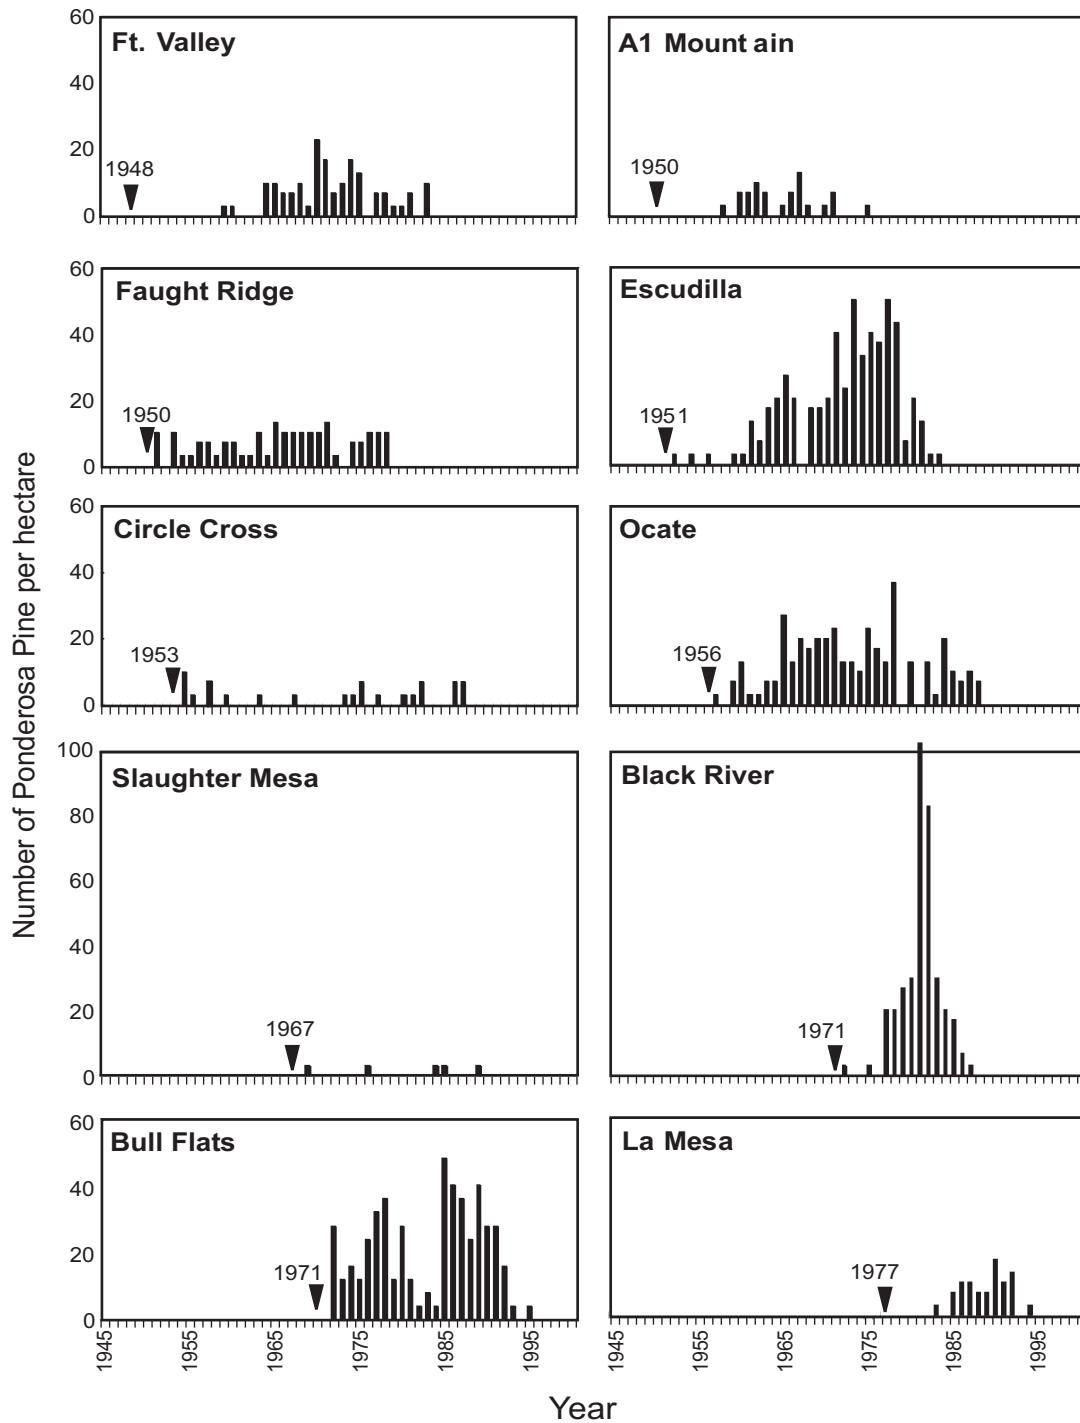 Number of Ponderosa Pine per hectare
60
40
20
0
Ft. Valley
1948
A1 Mount ain
1950
60
40
20
0
Faught Ridge
1950
Escudilla
1951
60
40
20
0
Circle Cross
1953
Ocate
1956
100
80
60
40
20
0
Slaughter Mesa
1967
Black River
1971
60
40
20
0
Bull Flats
1971
La Mesa
1977
1945 1955 1965 1975 1985 1995
1945 1955 1965 1975 1985 1995
Year